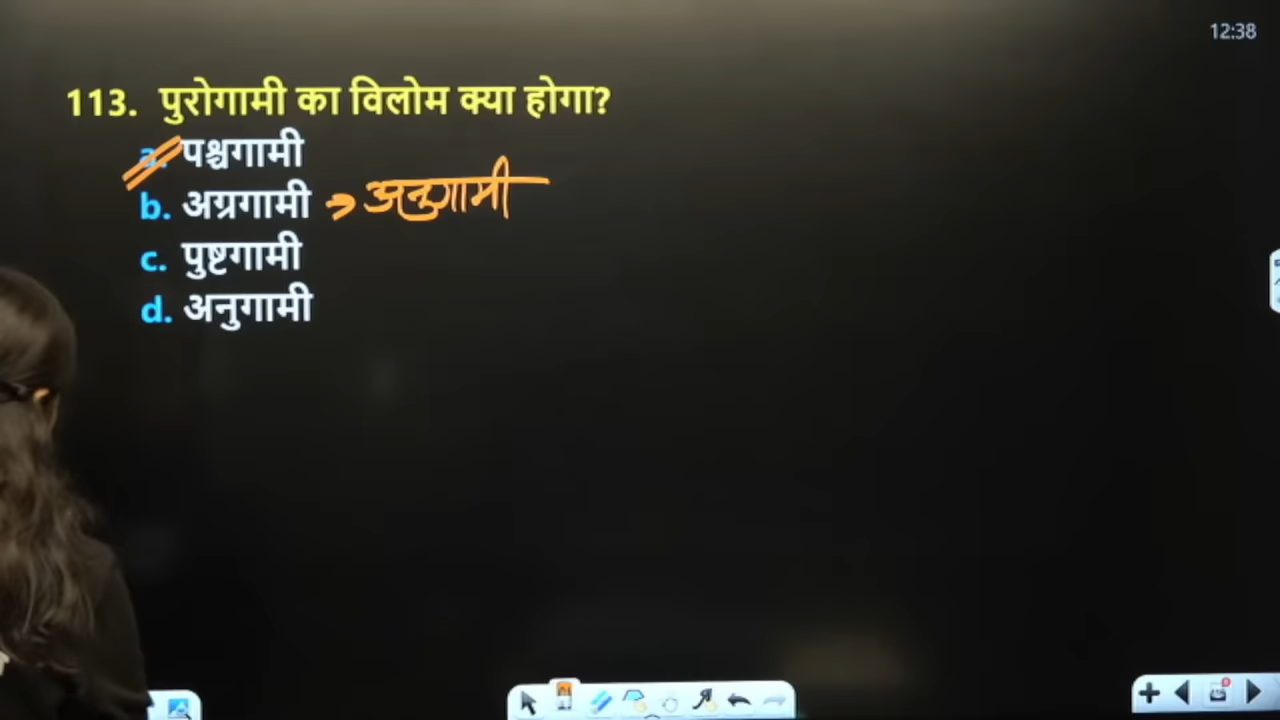 12:38
113. पुरोगामी का विलोम क्या होगा?
a. पश्चगामी
b. अग्रगामी → अनुगामी
c. पुष्टगामी
d. अनुगामी